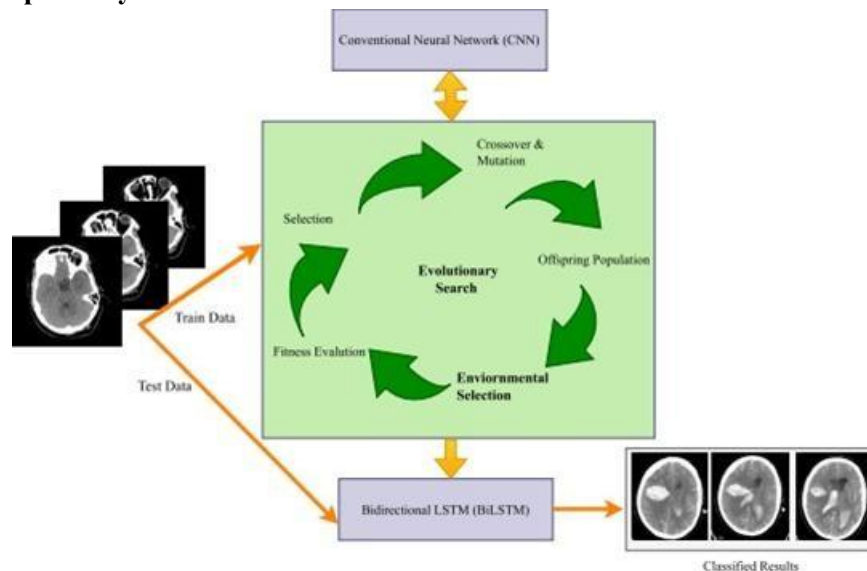 Conventional Neural Network (CNN)
Crossover &
Mutation
Selection
Offspring Population
Evolutionary
Search
Train Data
Fitness Evalution
Enviornmental
Selection
Test Data
Bidirectional LSTM (BiLSTM)
Classified Results